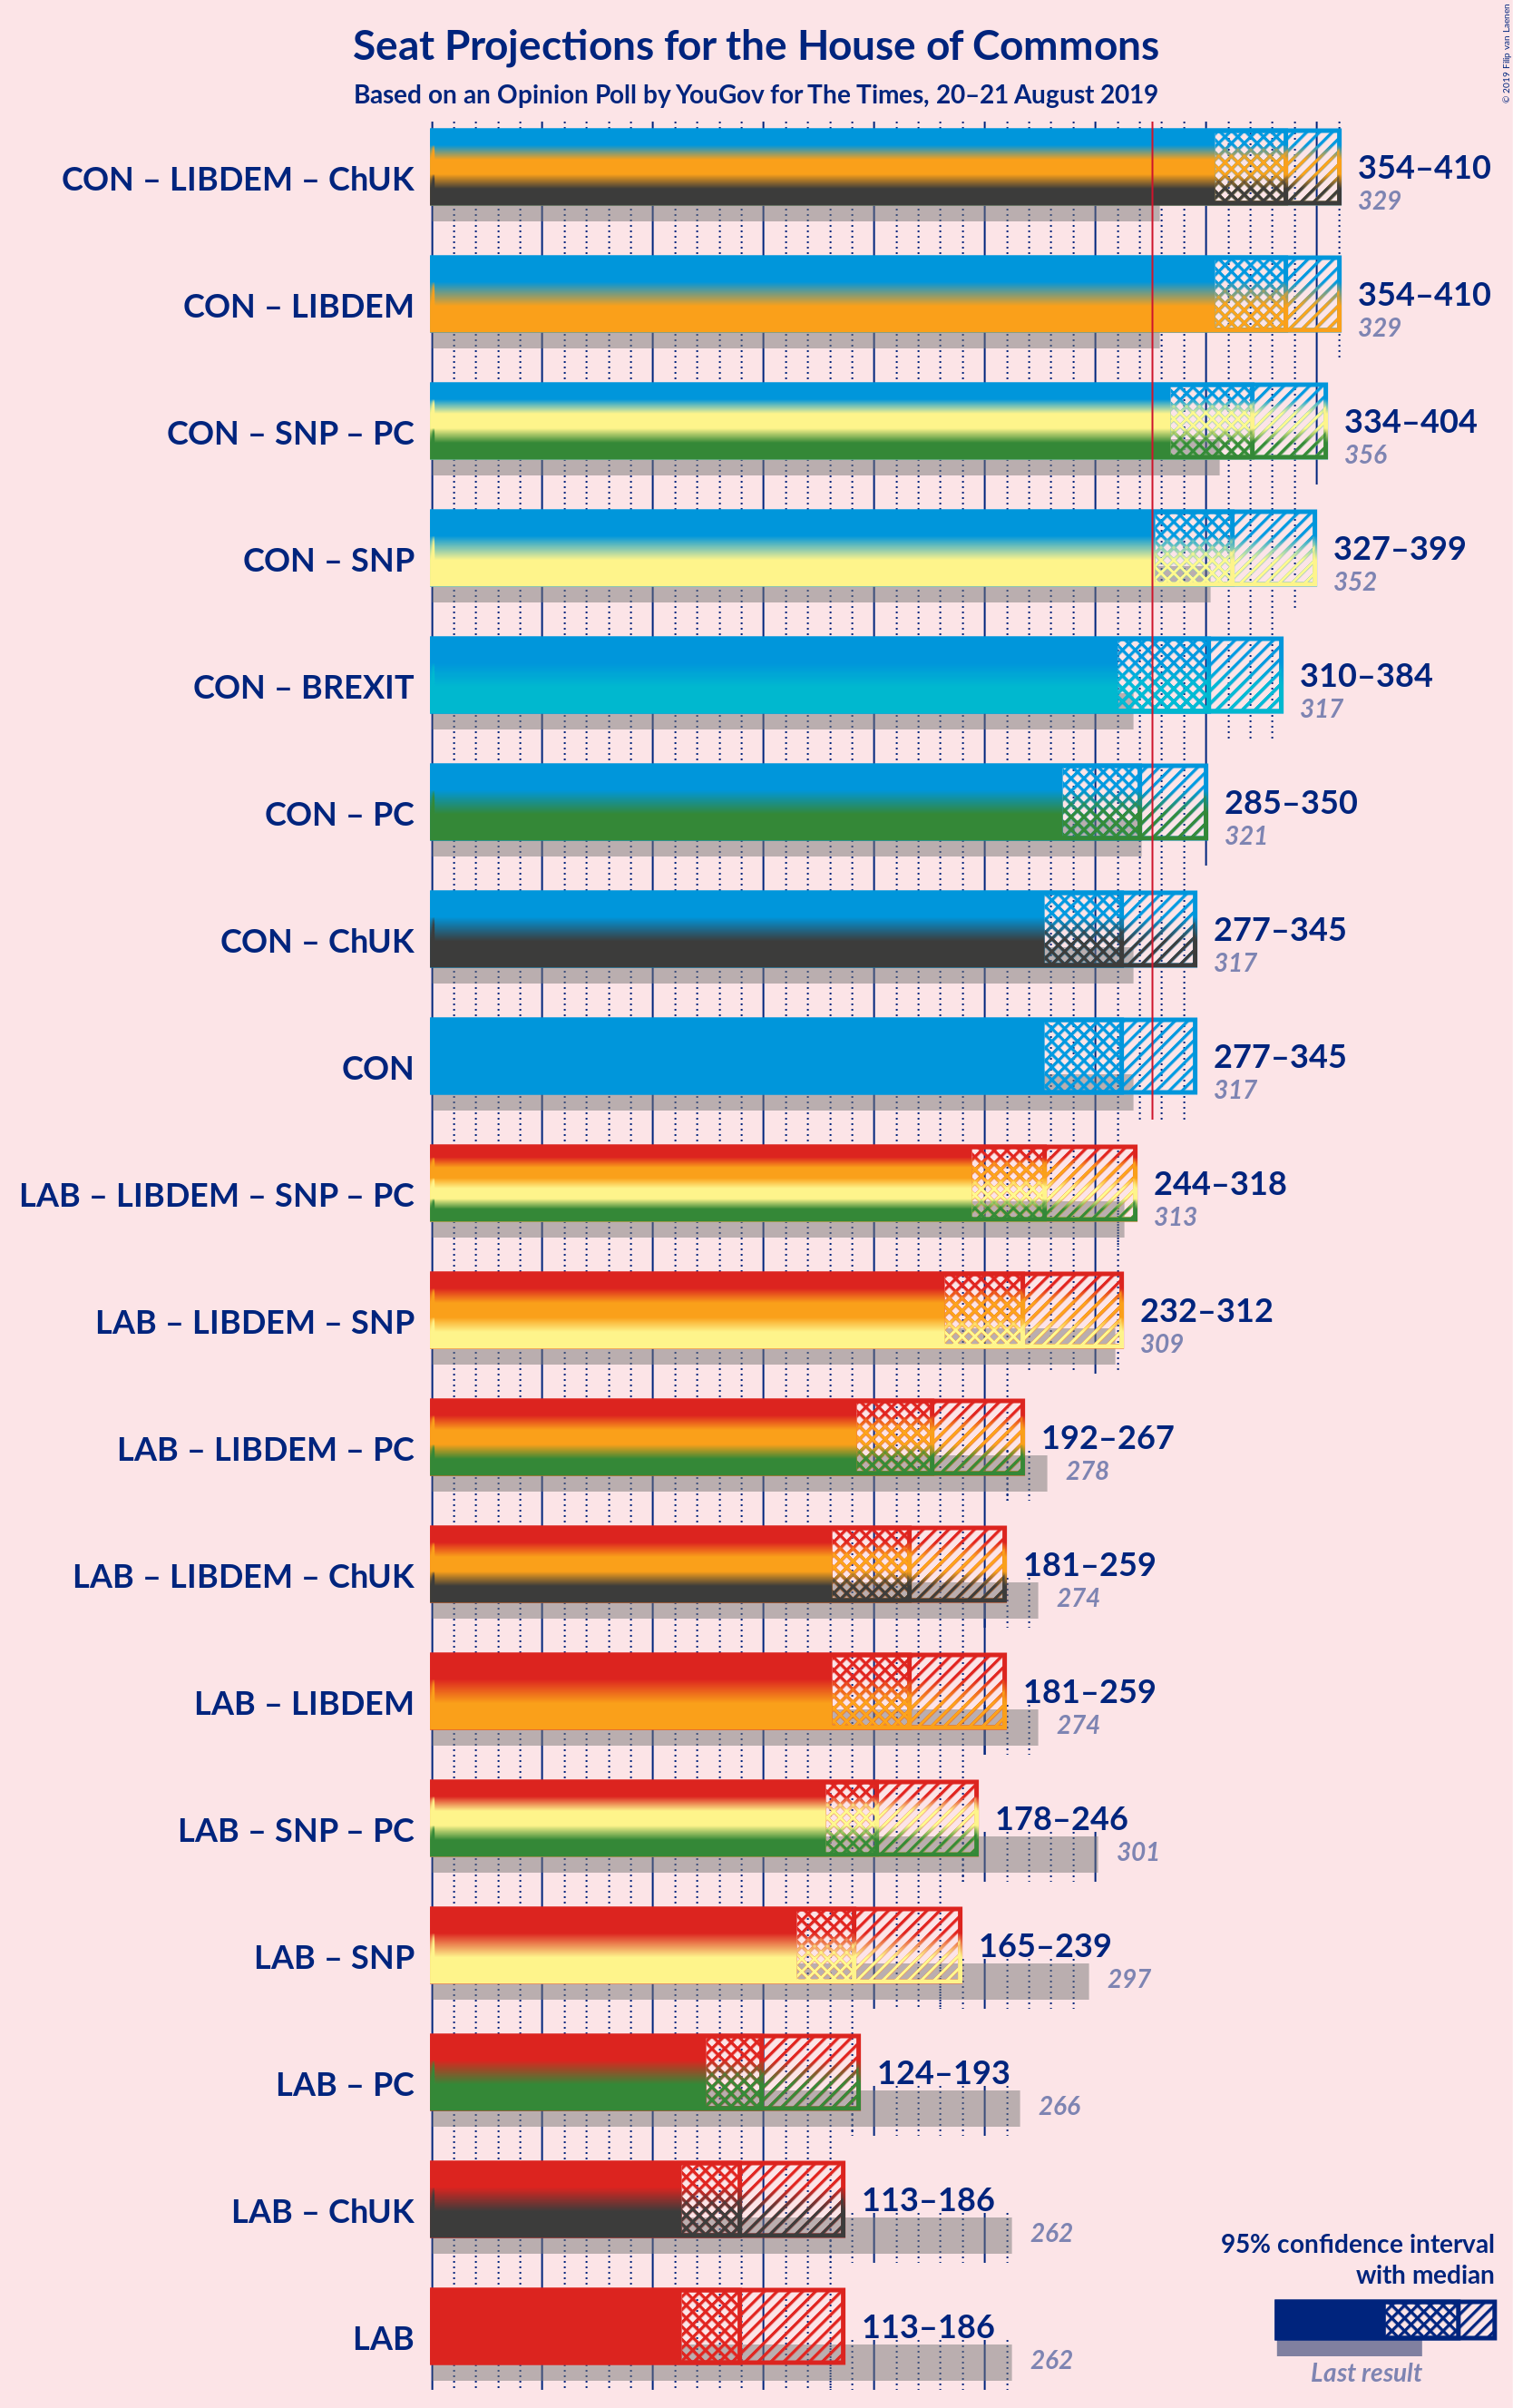 © 2019 Filip van Laenen
Seat Projections for the House of Commons
Based on an Opinion Poll by YouGov for The Times, 20–21 August 2019
CON – LIBDEM – ChUK
354–410
329
CON – LIBDEM
354–410
329
CON – SNP – PC
334–404
356
CON – SNP
327–399
352
CON – BREXIT
310–384
317
CON – PC
285–350
321
CON – ChUK
277–345
317
CON
277–345
317
LAB – LIBDEM – SNP – PC
244–318
313
LAB – LIBDEM – SNP
232–312
309
LAB – LIBDEM – PC
192–267
278
LAB – LIBDEM – ChUK
181–259
274
LAB – LIBDEM
181–259
274
LAB – SNP – PC
178–246
301
LAB – SNP
165–239
297
LAB – PC
124–193
266
LAB – ChUK
113–186
262
LAB
113–186
262
95% confidence interval
with median
Last result